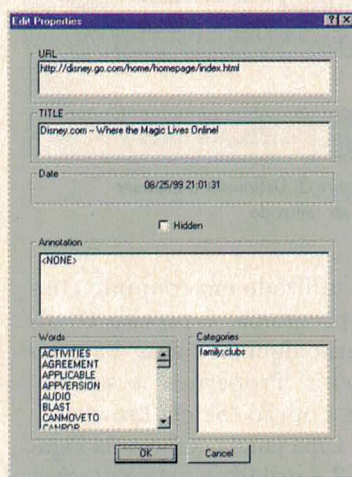 Edit Properties
URL
http://disney.go.com/home/homepage/index.html
TITLE
Disney.com -- Where the Magic Lives Online!
Date
08/25/99 21:01:31
Hidden
Annotation
<NONE>
Words
ACTIVITIES
AGREEMENT
APPLICABLE
APPVERSION
AUDIO
BLAST
CANMOVETO
Categories
family:clubs
OK
Cancel